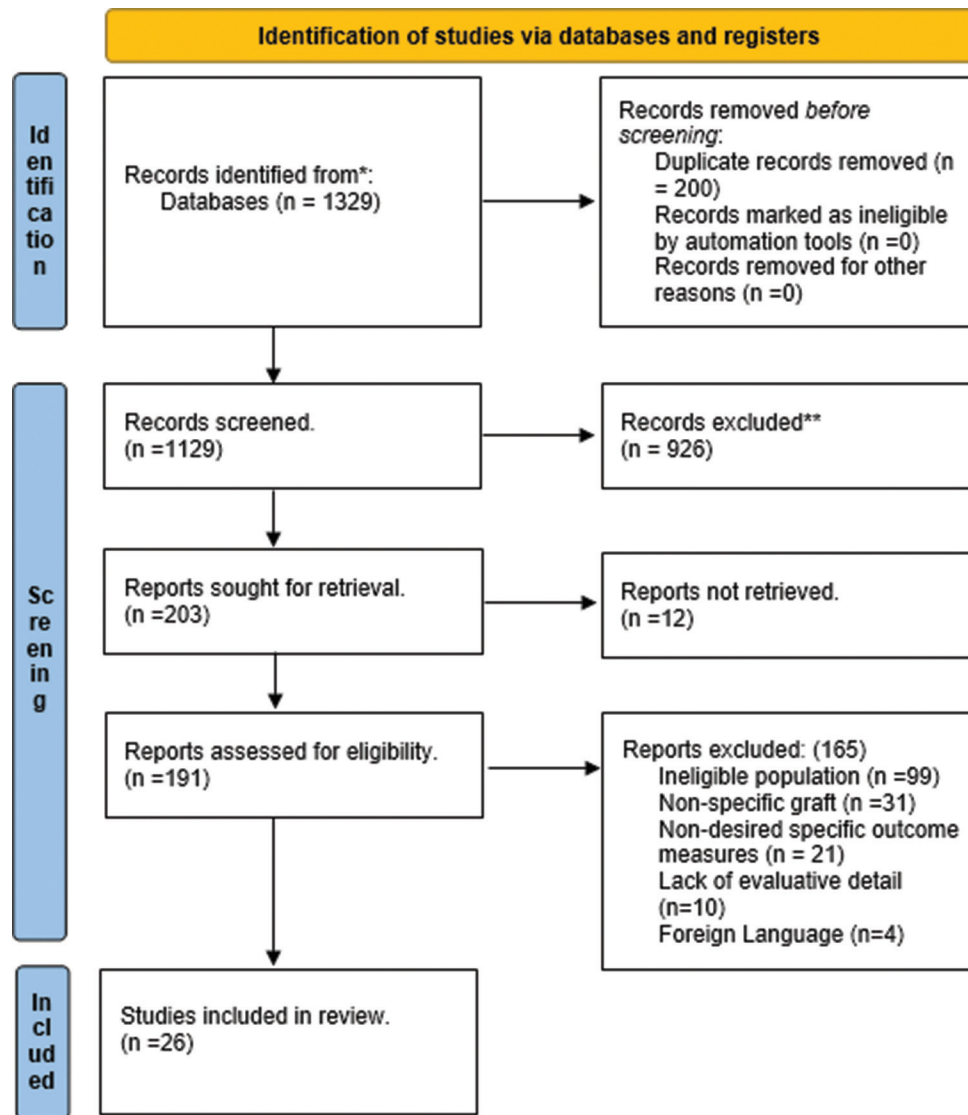 Identification of studies via databases and registers
Id
en
tifi
ca
tio
n
Records identified from*:
Databases (n = 1329)
Records removed before
screening:
Duplicate records removed (n
= 200)
Records marked as ineligible
by automation tools (n =0)
Records removed for other
reasons (n =0)
Sc
re
en
in
g
Records screened.
(n =1129)
Records excluded**
(n = 926)
Reports sought for retrieval.
(n =203)
Reports not retrieved.
(n =12)
Reports assessed for eligibility.
(n =191)
Reports excluded: (165)
Ineligible population (n =99)
Non-specific graft (n =31)
Non-desired specific outcome
measures (n = 21)
Lack of evaluative detail
(n=10)
Foreign Language (n=4)
In
cl
ud
ed
Studies included in review.
(n =26)